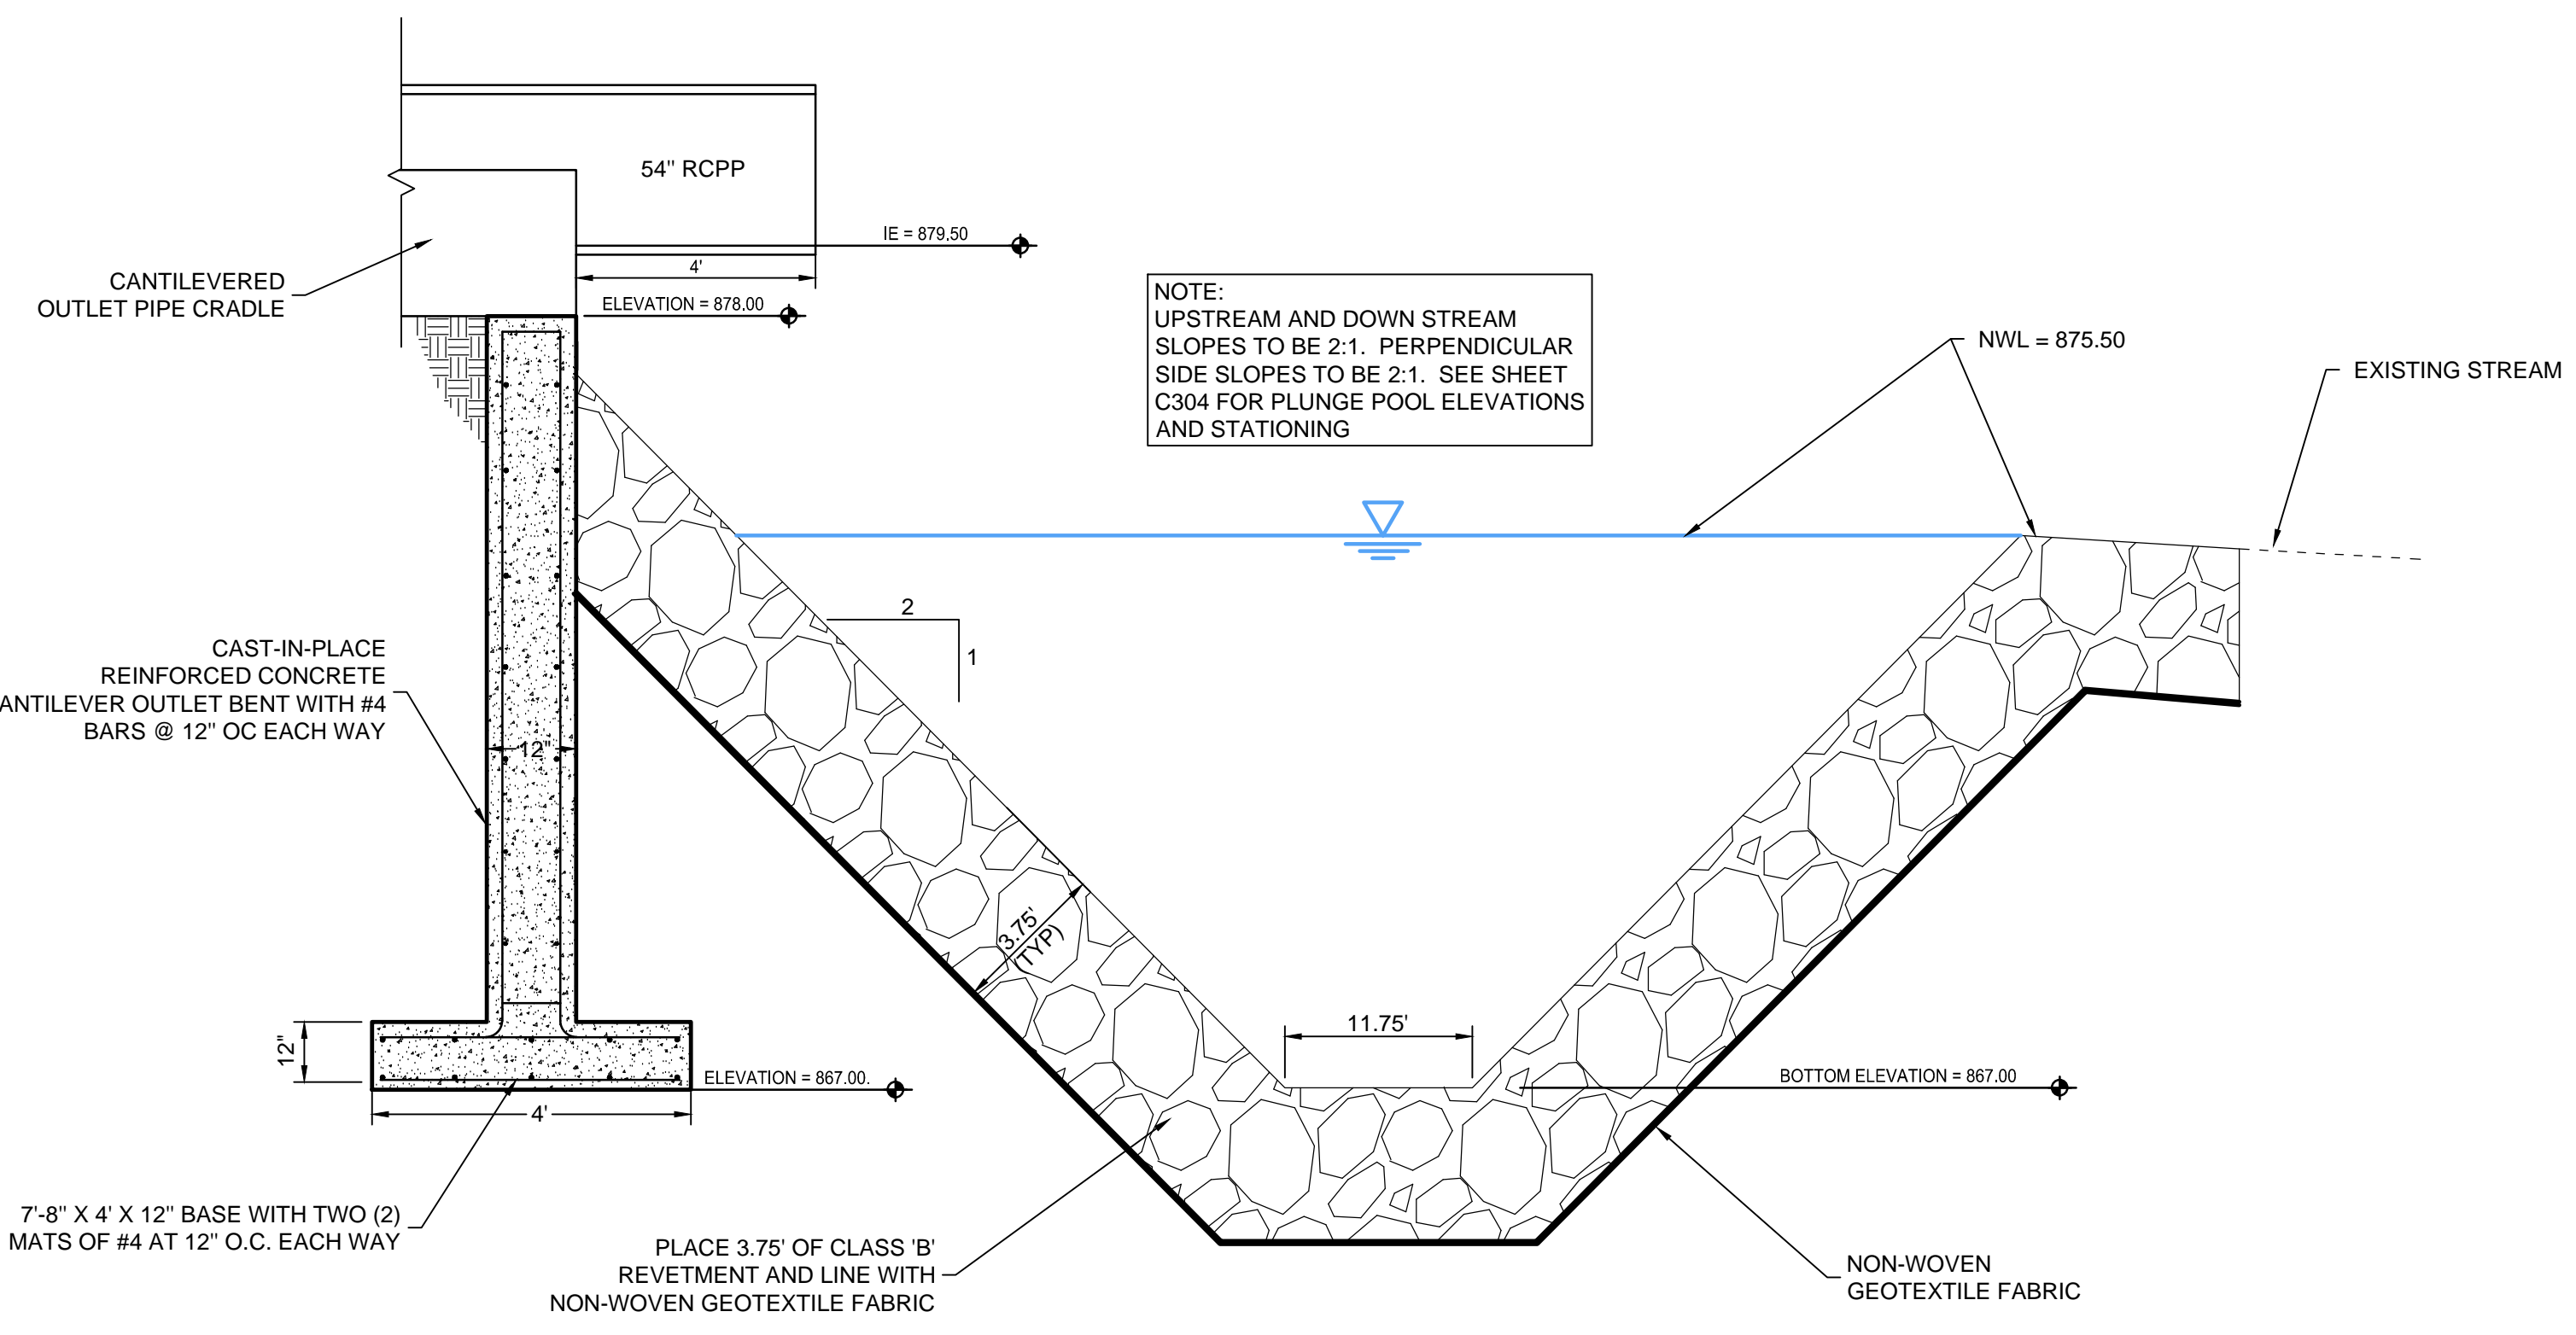 54" RCPP
IE = 879.50
4'
CANTILEVERED
OUTLET PIPE CRADLE
ELEVATION = 878.00
NOTE:
UPSTREAM AND DOWN STREAM
SLOPES TO BE 2:1. PERPENDICULAR
SIDE SLOPES TO BE 2:1. SEE SHEET
C304 FOR PLUNGE POOL ELEVATIONS
AND STATIONING
NWL = 875.50
EXISTING STREAM
2
1
CAST-IN-PLACE
REINFORCED CONCRETE
ANTILEVER OUTLET BENT WITH #4
BARS @ 12" OC EACH WAY
12"
3.75'
(TYP)
11.75'
12"
ELEVATION = 867.00.
BOTTOM ELEVATION = 867.00
4'
7'-8" X 4' X 12" BASE WITH TWO (2)
MATS OF #4 AT 12" O.C. EACH WAY
PLACE 3.75' OF CLASS 'B'
REVETMENT AND LINE WITH
NON-WOVEN GEOTEXTILE FABRIC
NON-WOVEN
GEOTEXTILE FABRIC